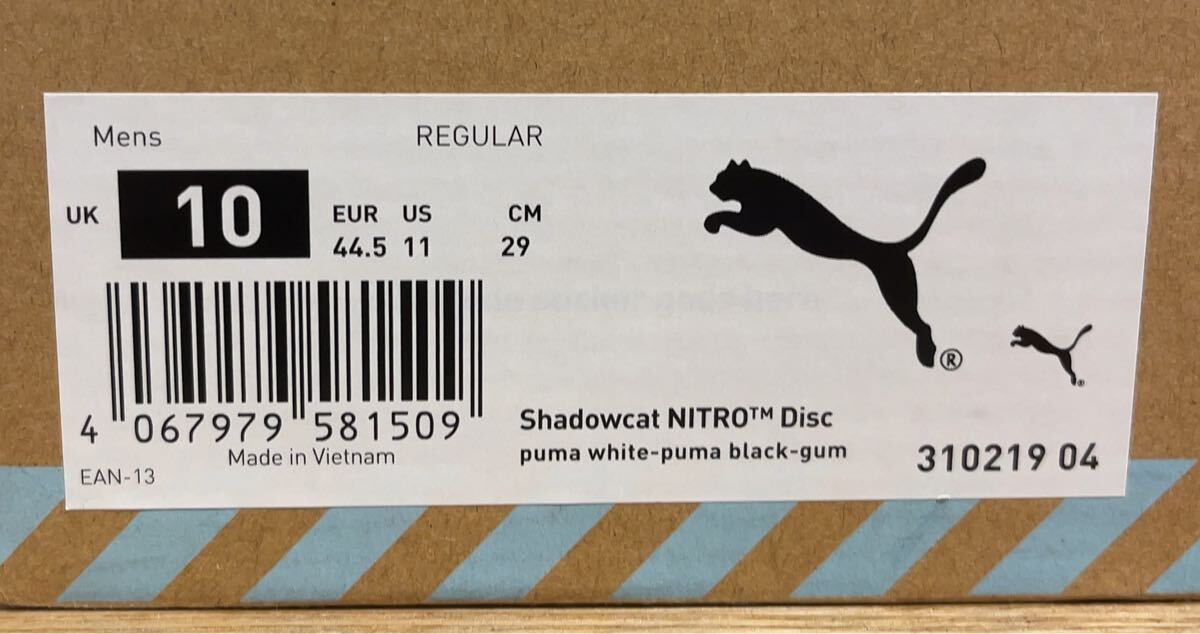 Mens REGULAR
UK 10 EUR US CM
44.5 11 29
®
4 067979 581509
Made in Vietnam
EAN-13
Shadowcat NITRO™ Disc
puma white-puma black-gum
310219 04